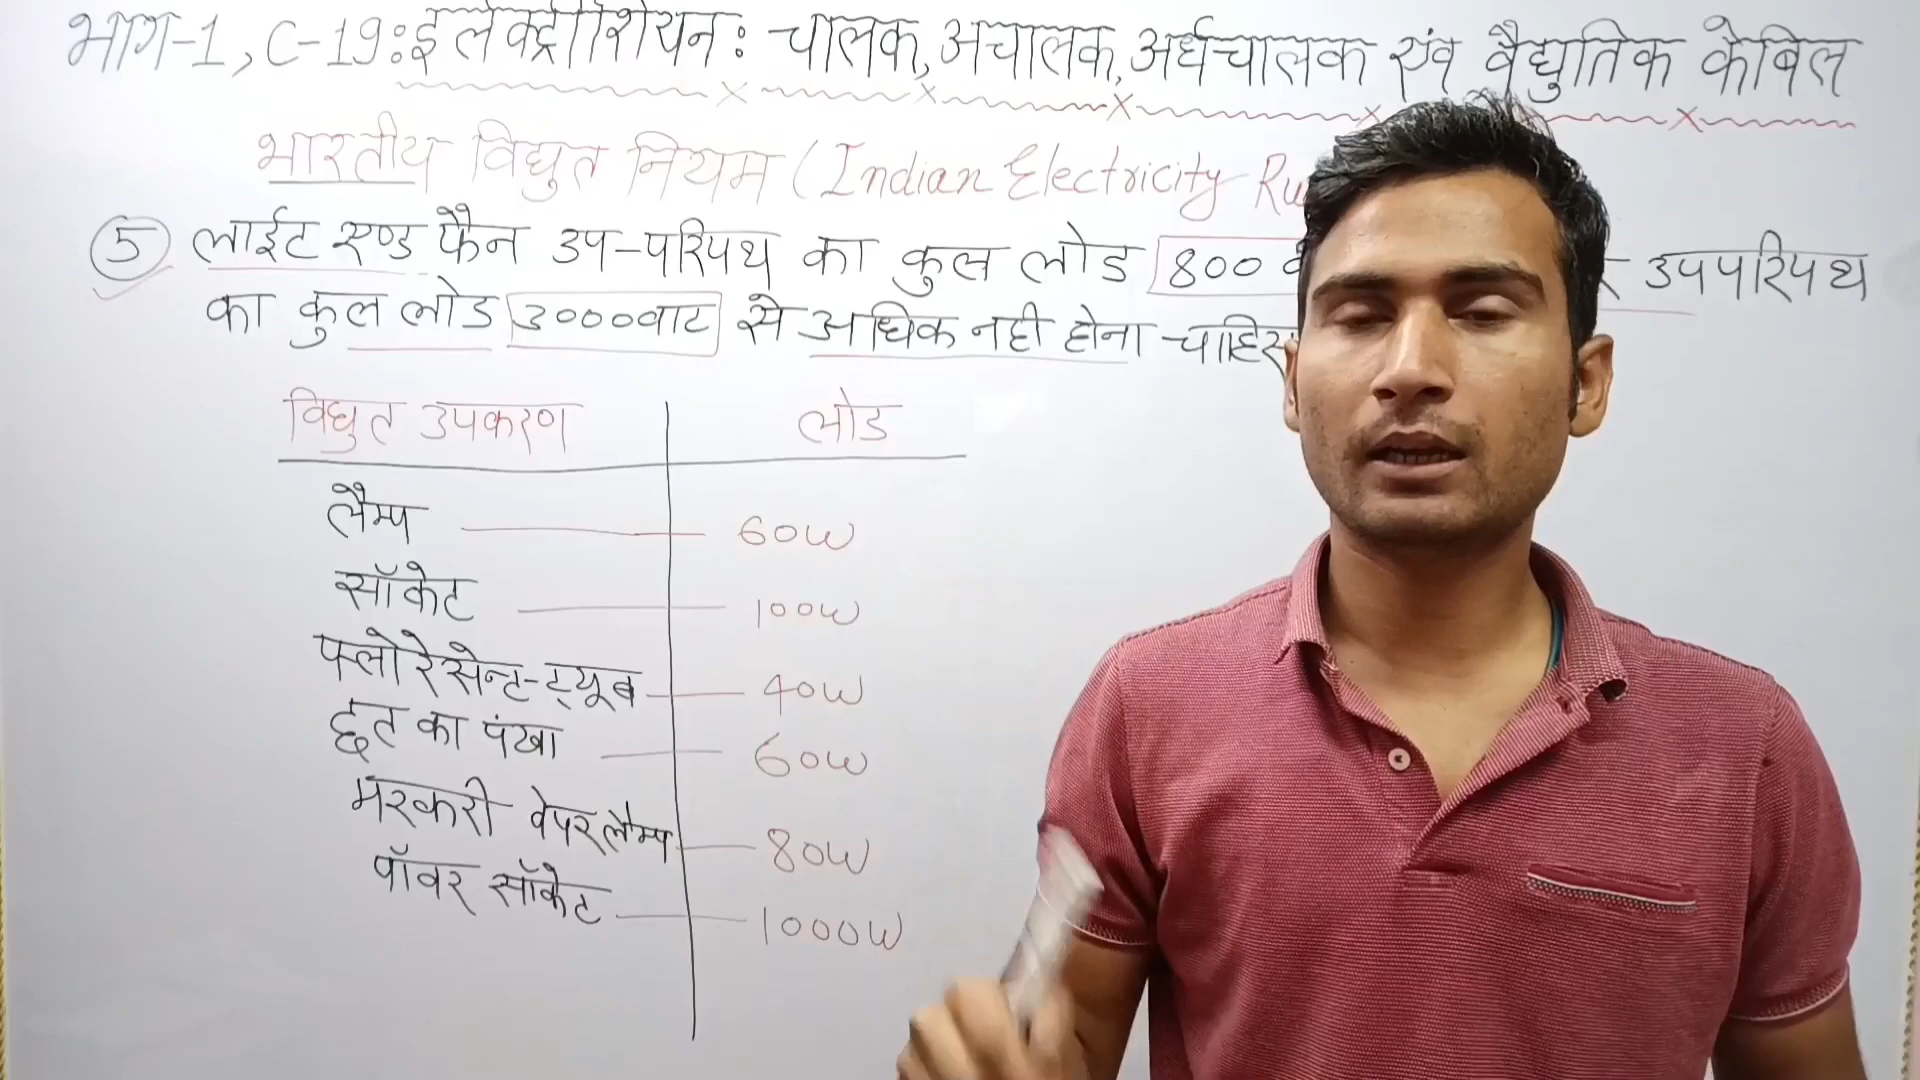 भाग-1, C-19: इलेक्ट्रीशियन: चालक, अचालक, अर्धचालक एवं वैद्युतिक केबिल
भारतीय विद्युत नियम (Indian Electricity
5 लाईट एण्ड फैन उप-परिपथ का कुल लोड 800 उपपरिपथ
का कुल लोड 3000वाट से अधिक नही होना
विद्युत उपकरण लोड
लैम्प 60W
सॉकेट 100W
फ्लोरेसेन्ट-ट्यूब 40W
छत का पंखा 60W
मरकरी वेपर लैम्प 80W
पॉवर सॉकेट 1000W